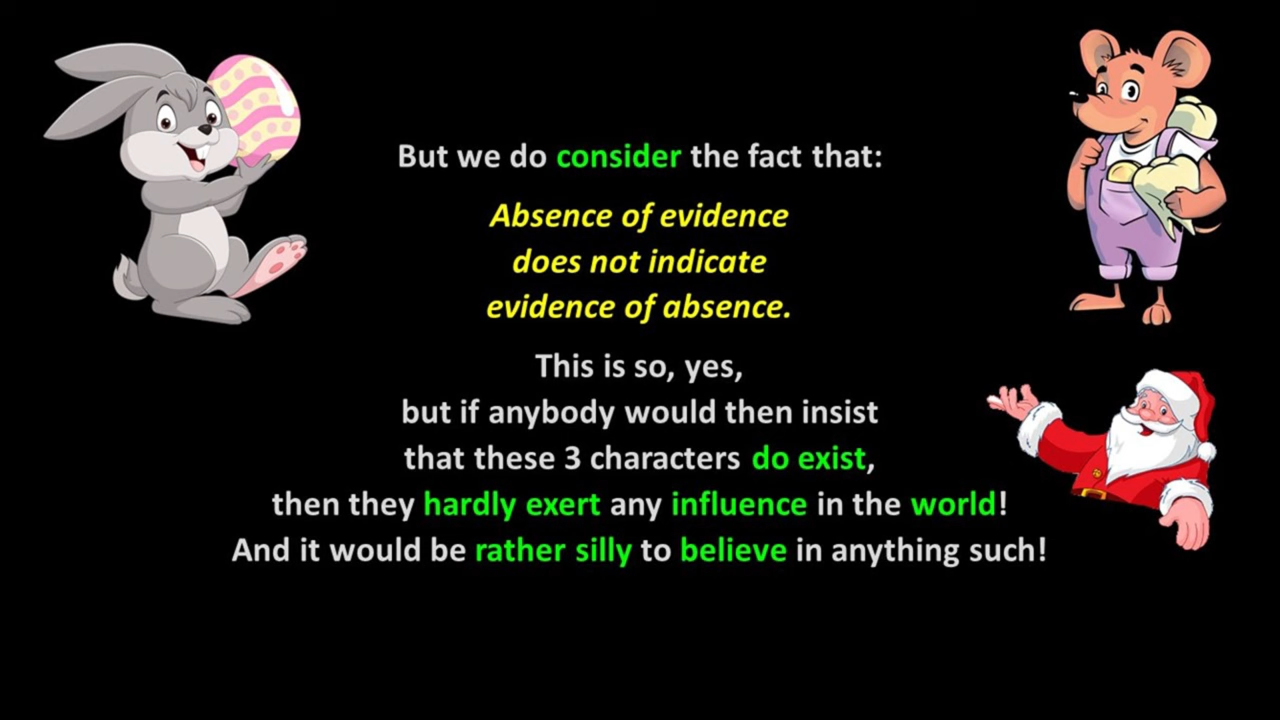 But we do consider the fact that:
Absence of evidence
does not indicate
evidence of absence.
This is so, yes,
but if anybody would then insist
that these 3 characters do exist,
then they hardly exert any influence in the world!
And it would be rather silly to believe in anything such!